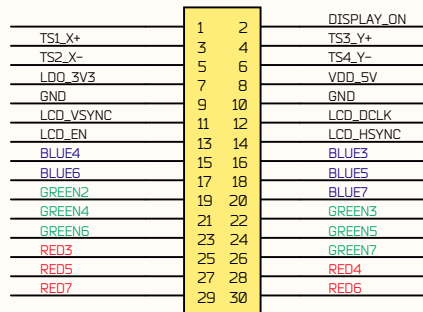 1 2 DISPLAY_ON
TS1_X+ 3 4 TS3_Y+
TS2_X- 5 6 TS4_Y-
LDO_3V3 7 8 VDD_5V
GND 9 10 GND
LCD_VSYNC 11 12 LCD_DCLK
LCD_EN 13 14 LCD_HSYNC
BLUE4 15 16 BLUE3
BLUE6 17 18 BLUE5
GREEN2 19 20 BLUE7
GREEN4 21 22 GREEN3
GREEN6 23 24 GREEN5
RED3 25 26 GREEN7
RED5 27 28 RED4
RED7 29 30 RED6